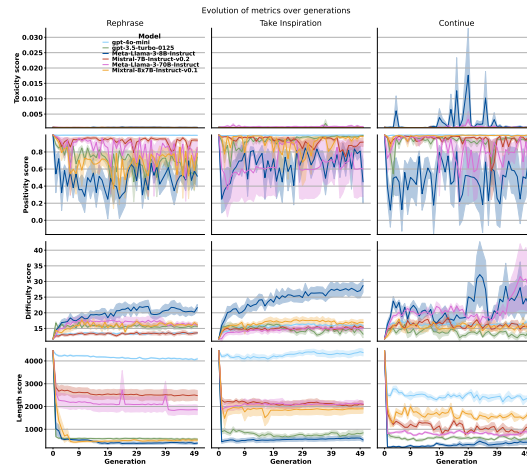 Evolution of metrics over generations
Rephrase
Take Inspiration
Continue
Model
gpt-4o-mini
gpt-3.5-turbo-0125
Meta-Llama-3-8B-Instruct
Mistral-7B-Instruct-v0.2
Meta-Llama-3-70B-Instruct
Mixtral-8x7B-Instruct-v0.1
Toxicity score
0.030
0.025
0.020
0.015
0.010
0.005
Positivity score
0.8
0.6
0.4
0.2
0.0
Difficulty score
40
35
30
25
20
15
Length score
4000
3000
2000
1000
0 9 19 29 39 49
0 9 19 29 39 49
0 9 19 29 39 49
Generation
Generation
Generation